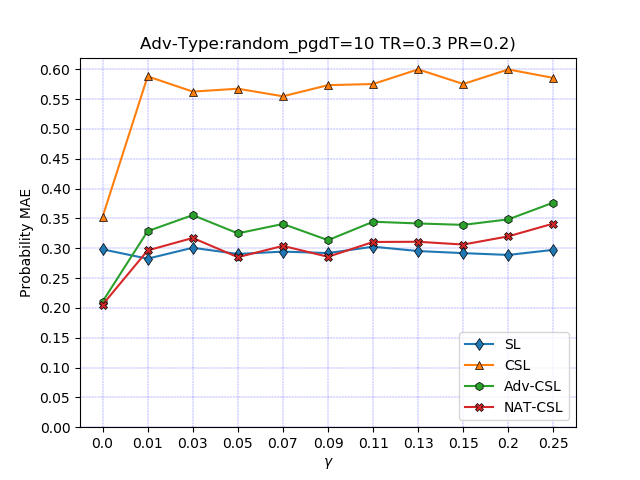 Adv-Type:random_pgdT=10 TR=0.3 PR=0.2)
0.60
0.55
0.50
0.45
0.40
0.35
0.30
0.25
0.20
0.15
0.10
0.05
0.00
Probability MAE
SL
CSL
Adv-CSL
NAT-CSL
0.0 0.01 0.03 0.05 0.07 0.09 0.11 0.13 0.15 0.2 0.25
γ